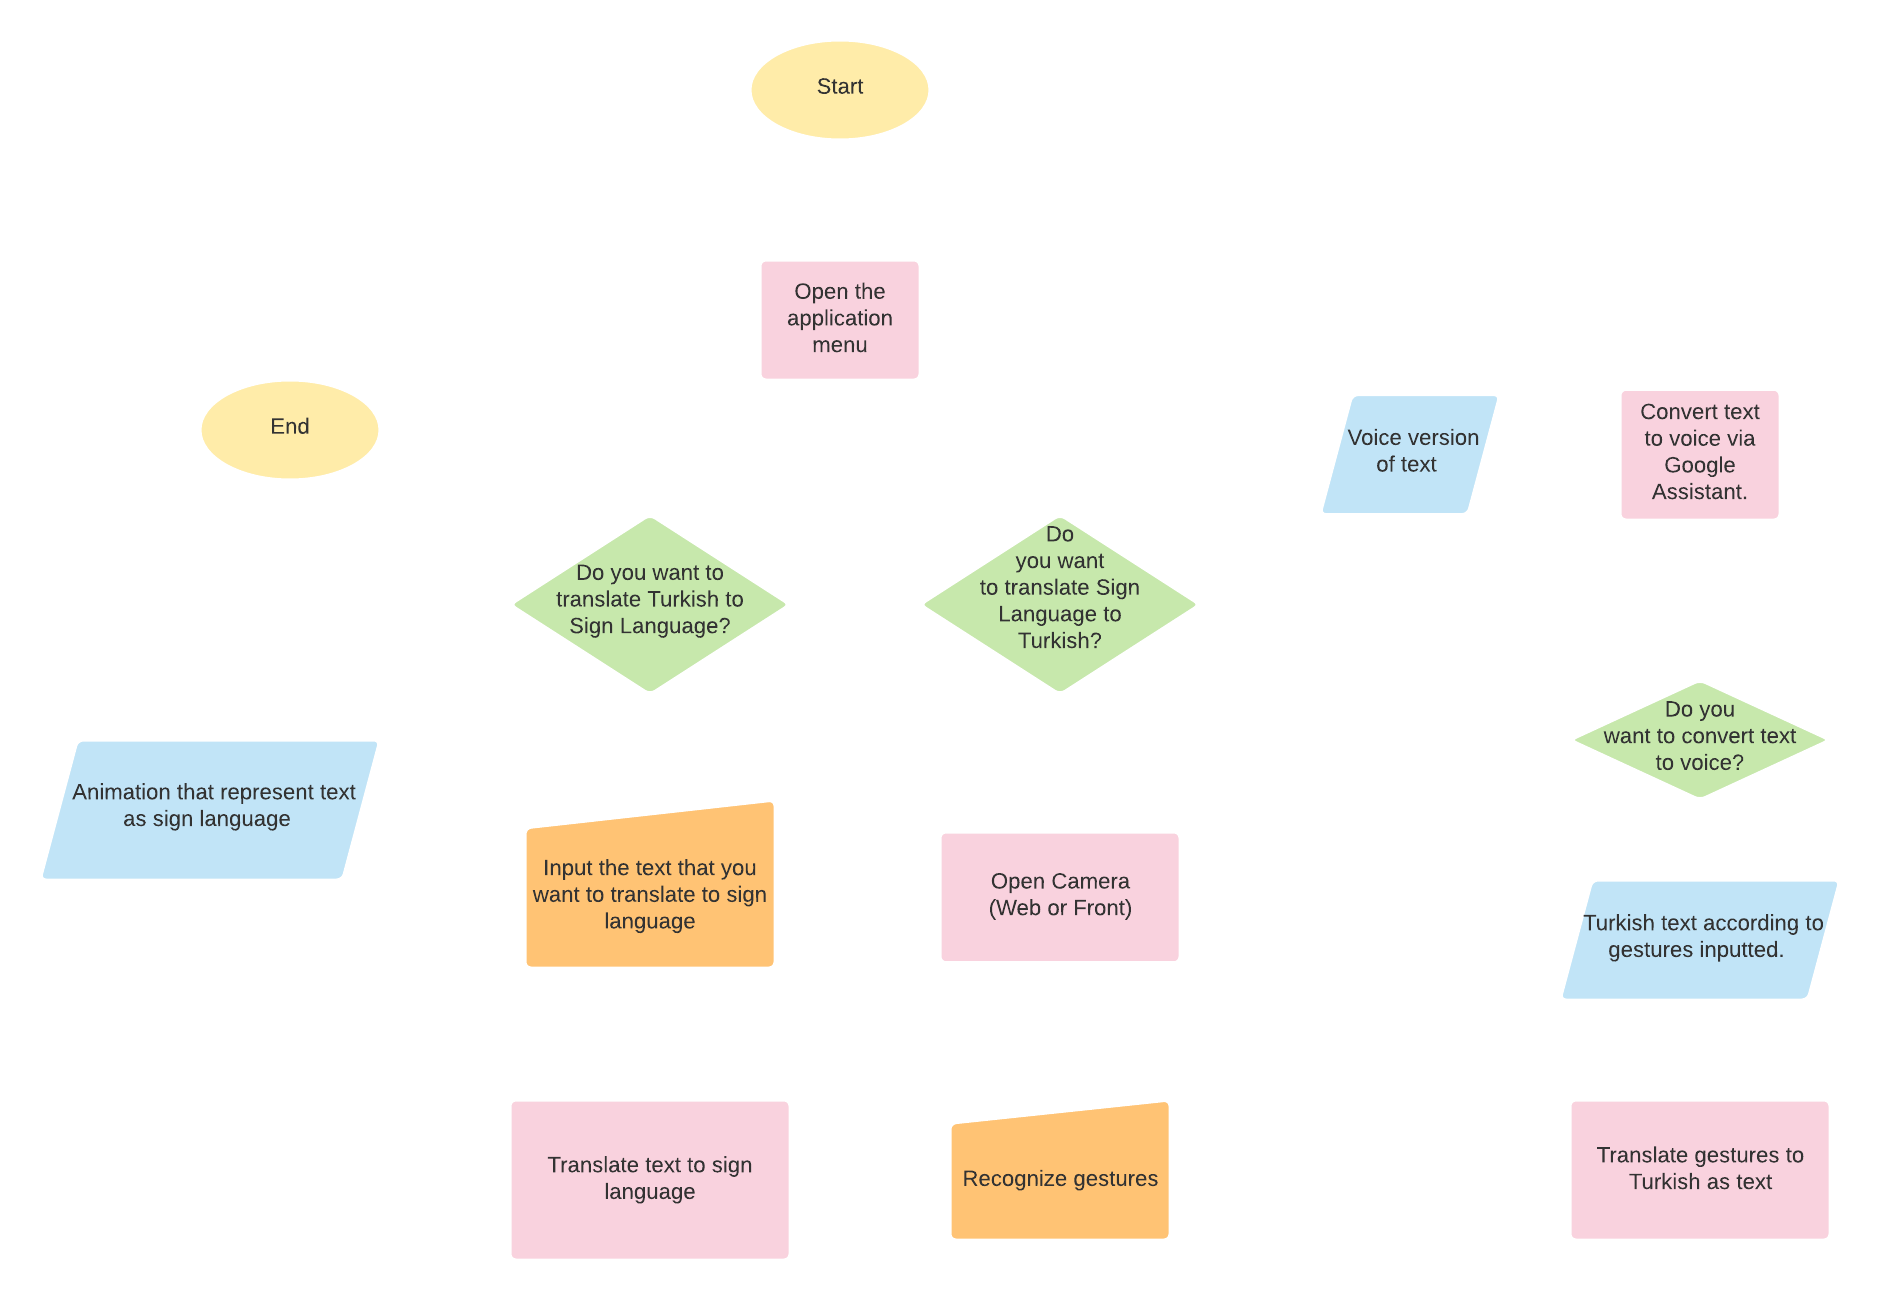 Start
Open the
application
menu
End
Voice version
of text
Convert text
to voice via
Google
Assistant.
Do you want to
translate Turkish to
Sign Language?
Do
you want
to translate Sign
Language to
Turkish?
Do you
want to convert text
to voice?
Animation that represent text
as sign language
Input the text that you
want to translate to sign
language
Open Camera
(Web or Front)
Turkish text according to
gestures inputted.
Translate text to sign
language
Recognize gestures
Translate gestures to
Turkish as text